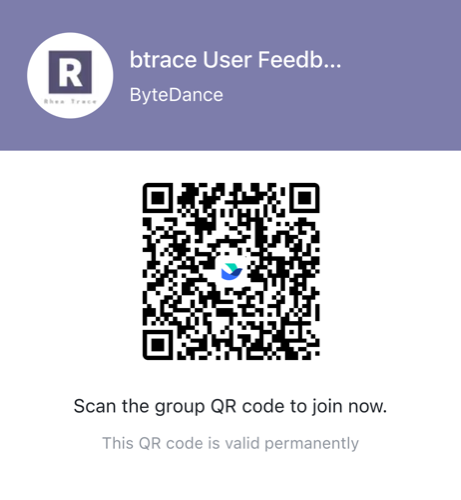 R
Rhea Trace
btrace User Feedb...
ByteDance
Scan the group QR code to join now.
This QR code is valid permanently